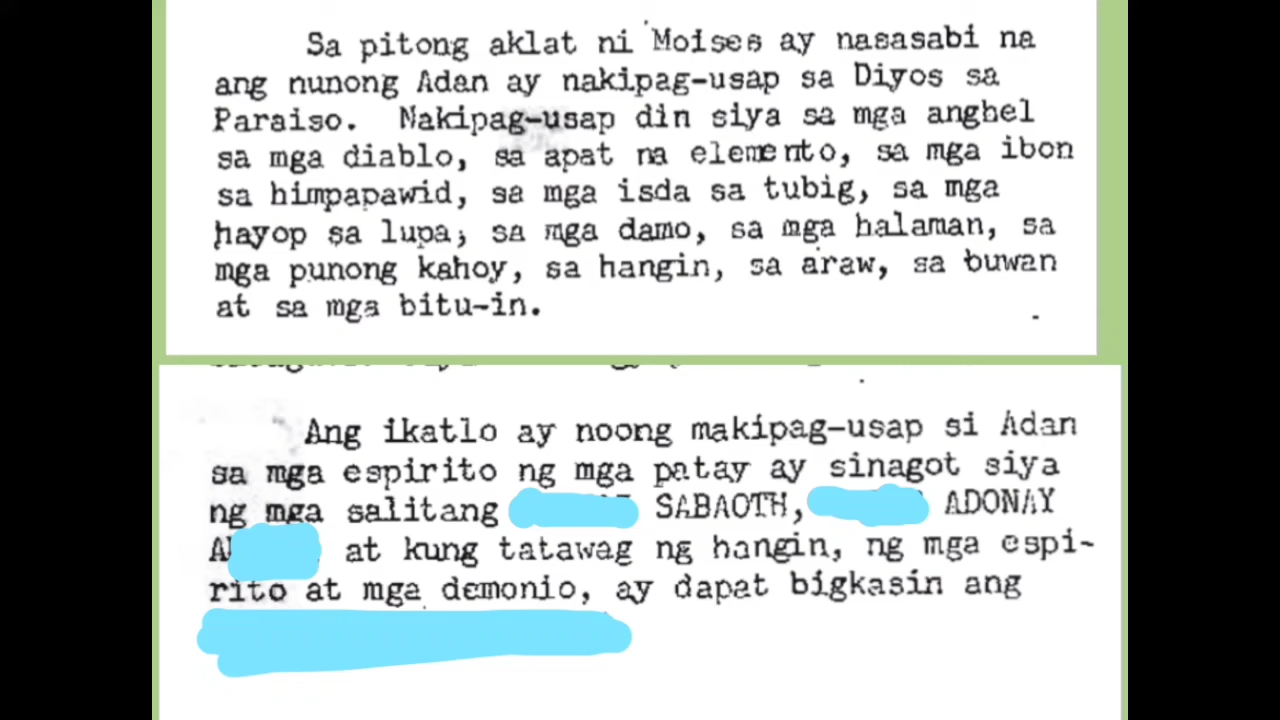 Sa pitong aklat ni Moises ay nasasabi na
ang nunong Adan ay nakipag-usap sa Diyos sa
Paraiso. Nakipag-usap din siya sa mga anghel
sa mga diablo, sa apat na elemento, sa mga ibon
sa himpapawid, sa mga isda sa tubig, sa mga
hayop sa lupa, sa mga damo, sa mga halaman, sa
mga punong kahoy, sa hangin, sa araw, sa buwan
at sa mga bitu-in.
Ang ikatlo ay noong makipag-usap si Adan
sa mga espirito ng mga patay ay sinagot siya
ng mga salitang SABAOTH, ADONAY
at kung tatawag ng hangin, ng mga espi-
rito at mga demonio, ay dapat bigkasin ang